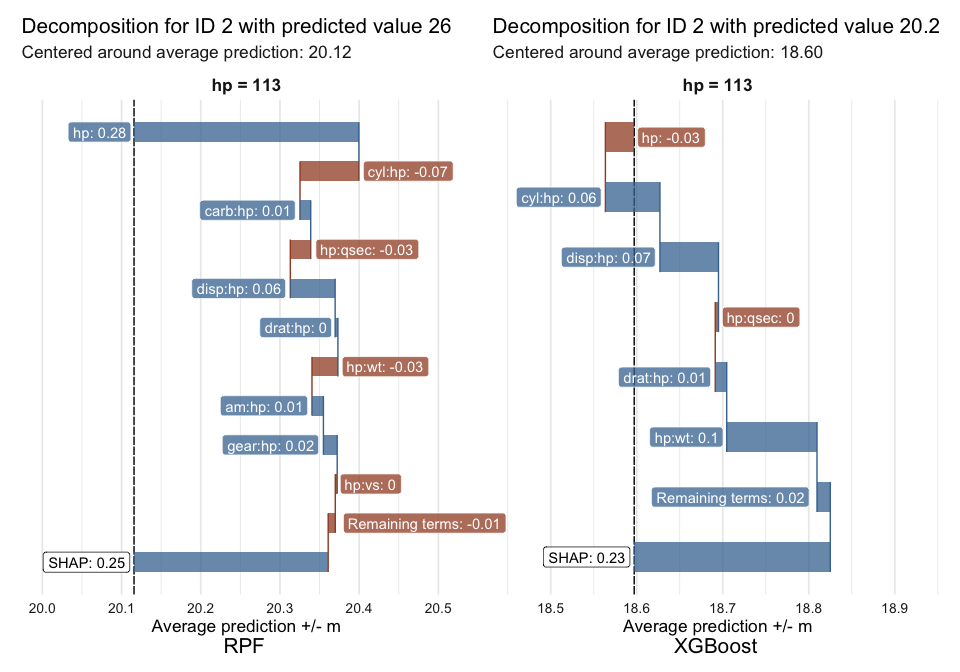 Decomposition for ID 2 with predicted value 26
Centered around average prediction: 20.12
hp = 113
hp: 0.28
cyl:hp: -0.07
carb:hp: 0.01
hp:qsec: -0.03
disp:hp: 0.06
drat:hp: 0
hp:wt: -0.03
am:hp: 0.01
gear:hp: 0.02
hp:vs: 0
Remaining terms: -0.01
SHAP: 0.25
20.0 20.1 20.2 20.3 20.4 20.5
Average prediction +/- m
RPF
Decomposition for ID 2 with predicted value 20.2
Centered around average prediction: 18.60
hp = 113
hp: -0.03
cyl:hp: 0.06
disp:hp: 0.07
hp:qsec: 0
drat:hp: 0.01
hp:wt: 0.1
Remaining terms: 0.02
SHAP: 0.23
18.5 18.6 18.7 18.8 18.9
Average prediction +/- m
XGBoost